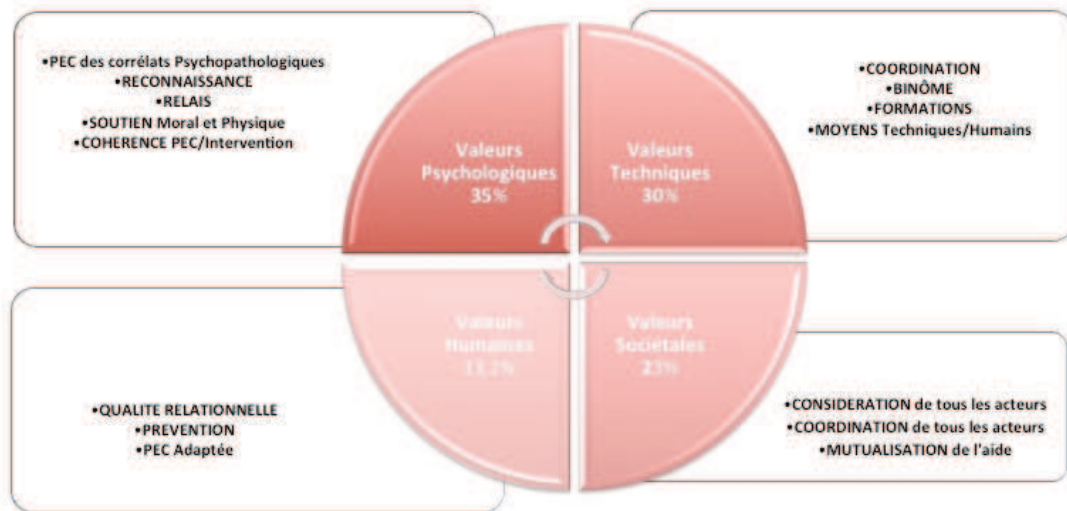 •PEC des corrélats Psychopathologiques
•RECONNAISSANCE
•RELAIS
•SOUTIEN Moral et Physique
•COHERENCE PEC/Intervention
Valeurs
Psychologiques
35%
Valeurs
Techniques
30%
•COORDINATION
•BINÔME
•FORMATIONS
•MOYENS Techniques/Humains
•QUALITE RELATIONNELLE
•PREVENTION
•PEC Adaptée
Valeurs
Humaines
Valeurs
Sociétales
23%
•CONSIDERATION de tous les acteurs
•COORDINATION de tous les acteurs
•MUTUALISATION de l'aide